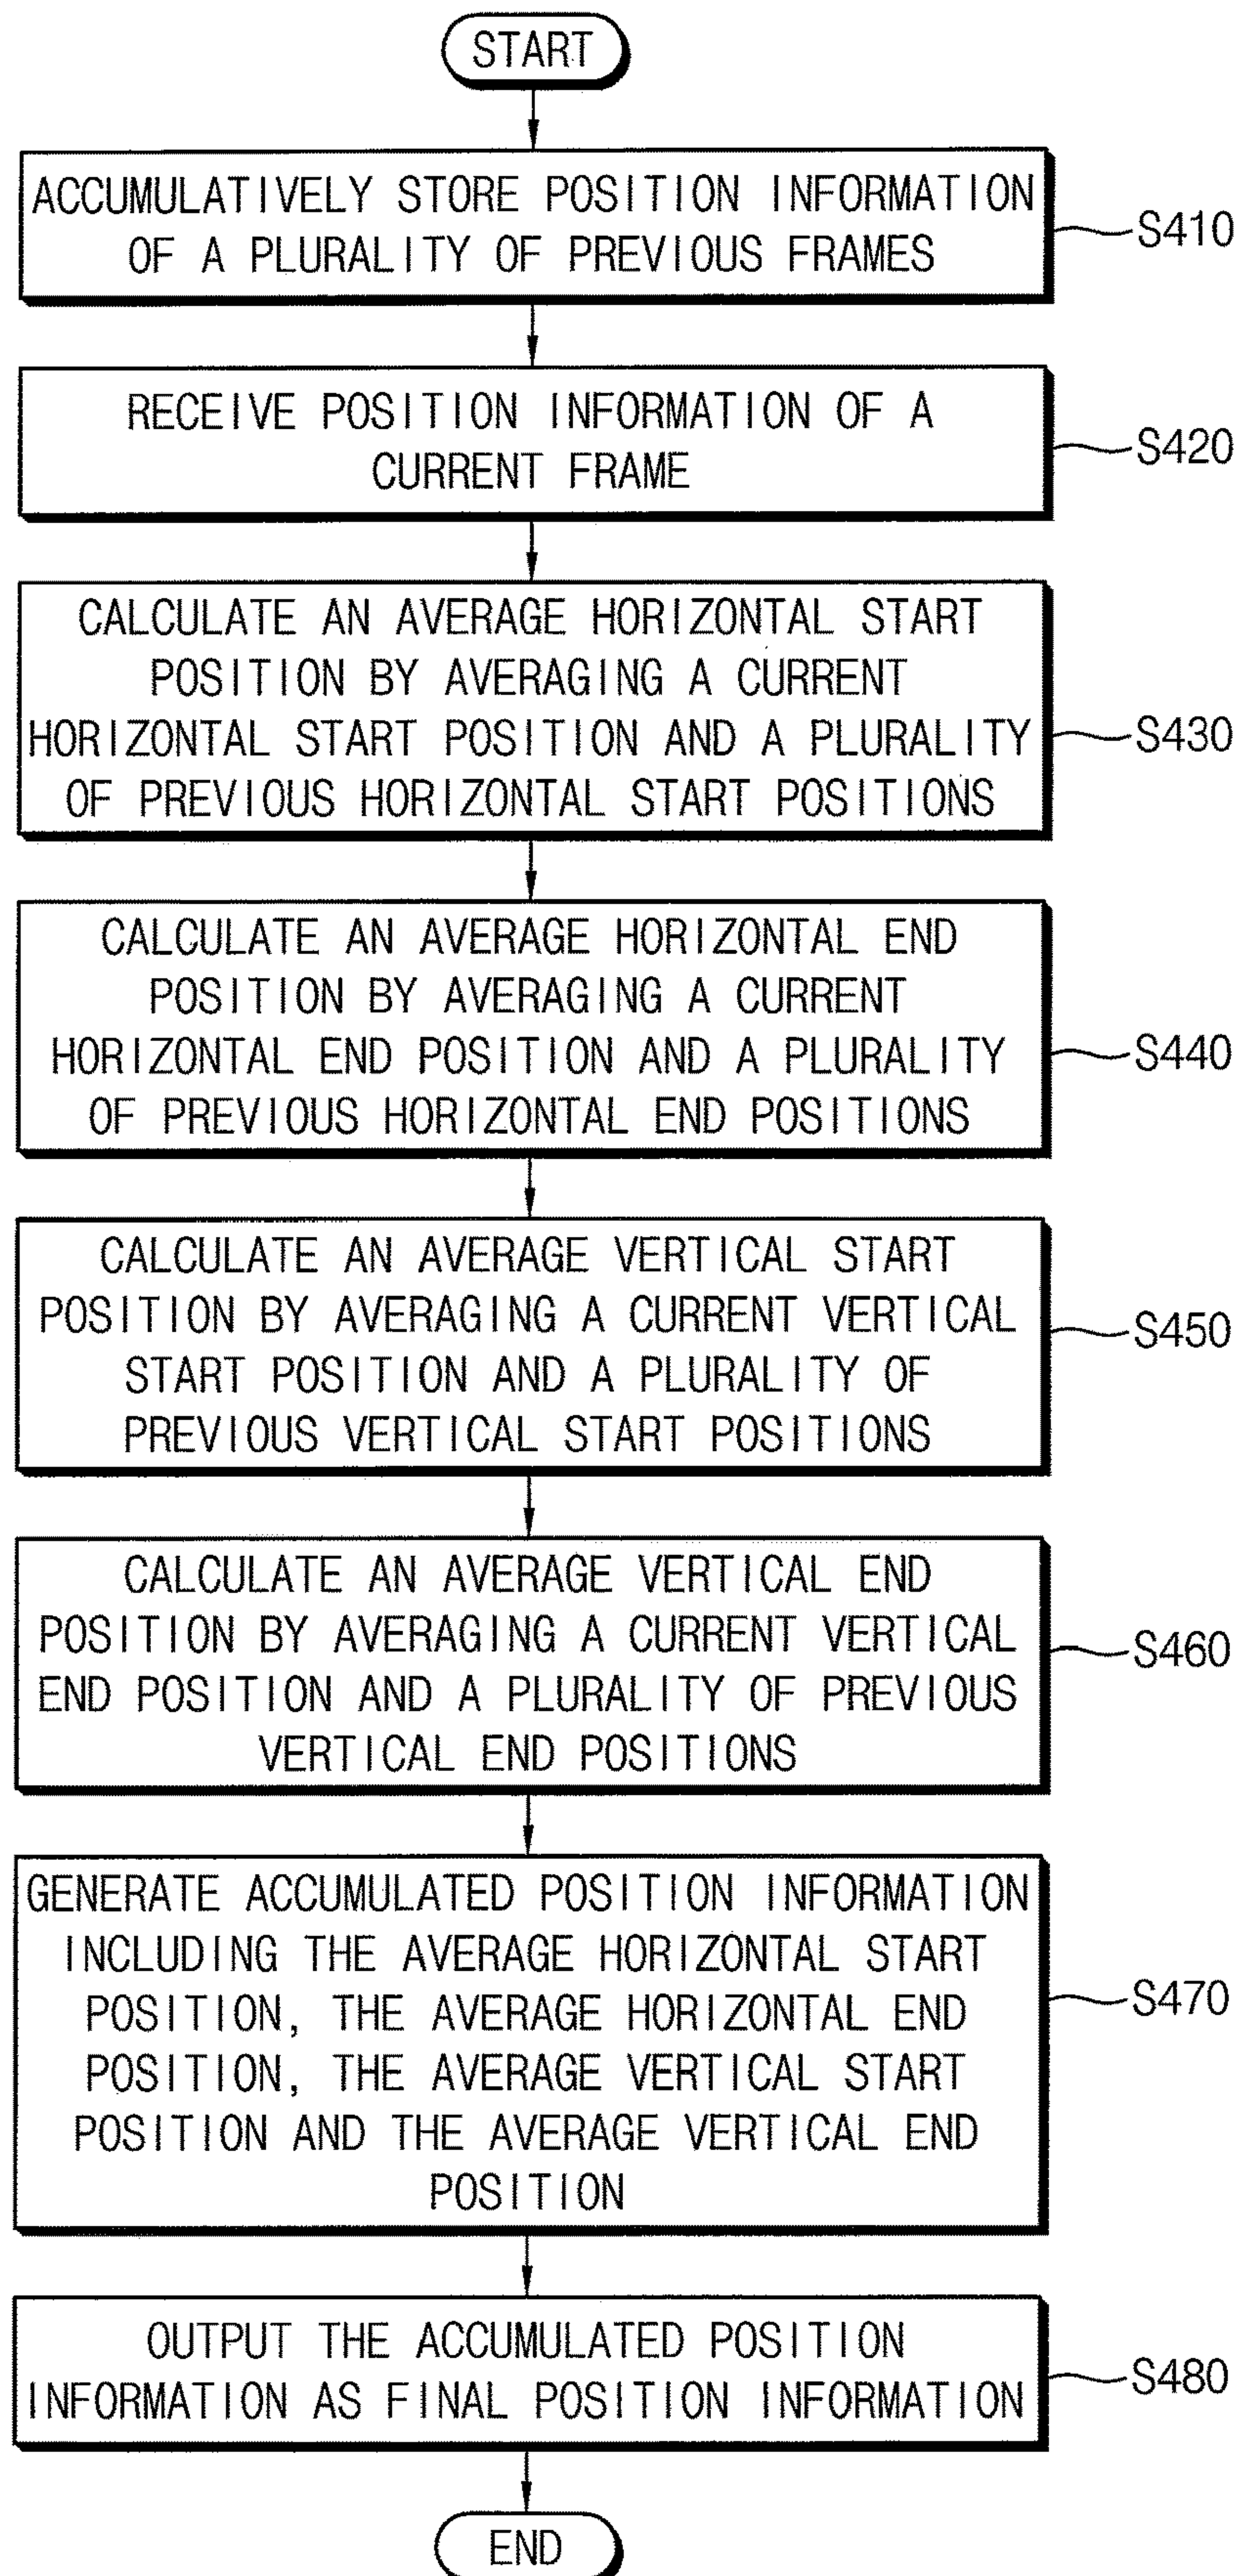 START
ACCUMULATIVELY STORE POSITION INFORMATION
OF A PLURALITY OF PREVIOUS FRAMES
S410
RECEIVE POSITION INFORMATION OF A
CURRENT FRAME
S420
CALCULATE AN AVERAGE HORIZONTAL START
POSITION BY AVERAGING A CURRENT
HORIZONTAL START POSITION AND A PLURALITY
OF PREVIOUS HORIZONTAL START POSITIONS
S430
CALCULATE AN AVERAGE HORIZONTAL END
POSITION BY AVERAGING A CURRENT
HORIZONTAL END POSITION AND A PLURALITY
OF PREVIOUS HORIZONTAL END POSITIONS
S440
CALCULATE AN AVERAGE VERTICAL START
POSITION BY AVERAGING A CURRENT VERTICAL
START POSITION AND A PLURALITY OF
PREVIOUS VERTICAL START POSITIONS
S450
CALCULATE AN AVERAGE VERTICAL END
POSITION BY AVERAGING A CURRENT VERTICAL
END POSITION AND A PLURALITY OF PREVIOUS
VERTICAL END POSITIONS
S460
GENERATE ACCUMULATED POSITION INFORMATION
INCLUDING THE AVERAGE HORIZONTAL START
POSITION, THE AVERAGE HORIZONTAL END
POSITION, THE AVERAGE VERTICAL START
POSITION AND THE AVERAGE VERTICAL END
POSITION
S470
OUTPUT THE ACCUMULATED POSITION
INFORMATION AS FINAL POSITION INFORMATION
S480
END